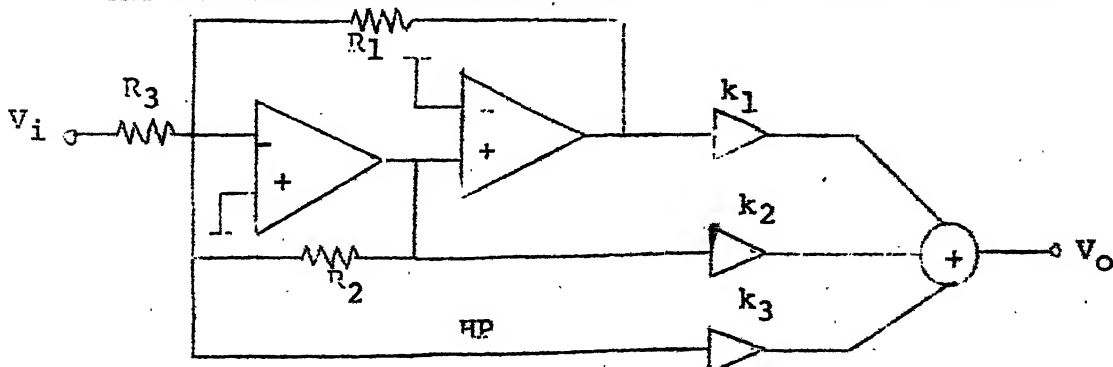 R1
R3
k1
Vi
-
-
+
+
k2
R2
+
Vo
k3
HP